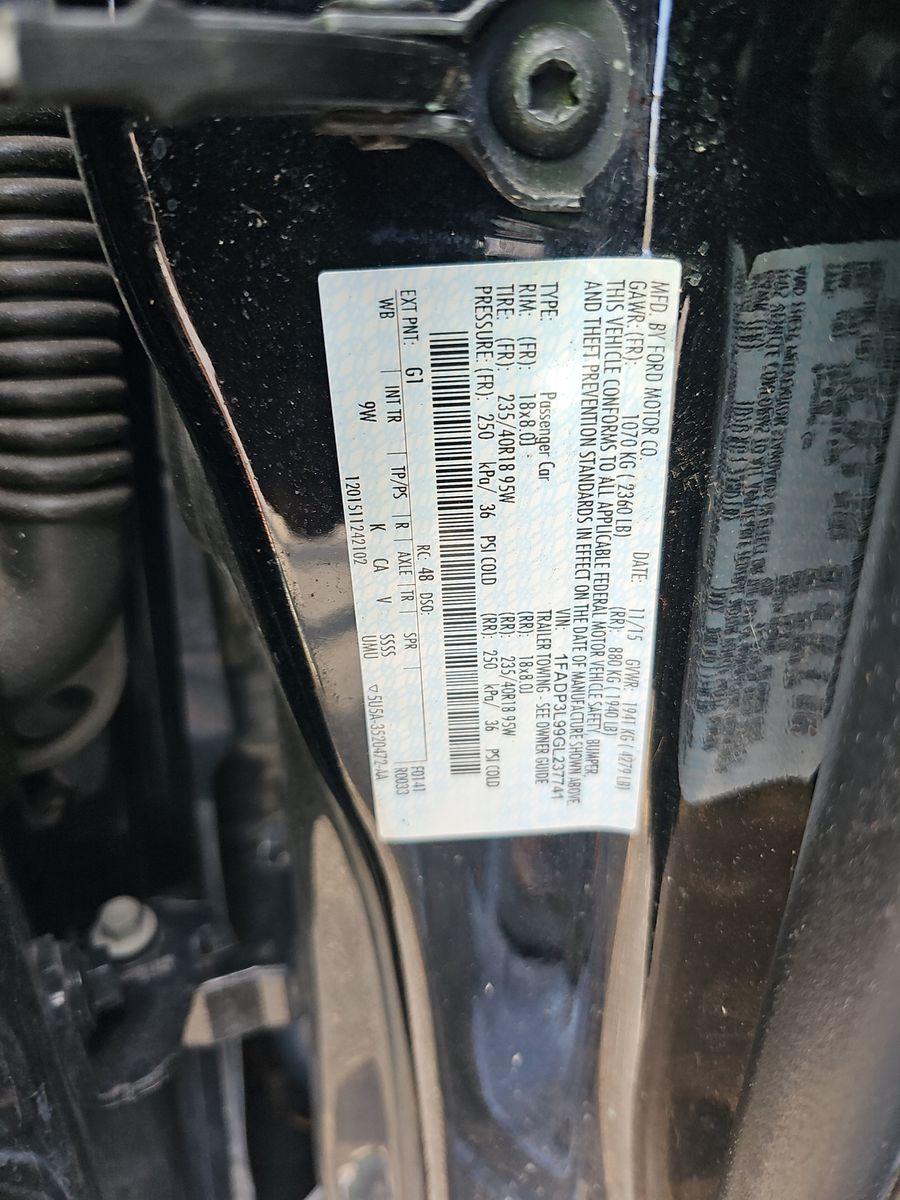 MFD. BY FORD MOTOR CO. DATE: 11/15 GVWR: 1941 KG ( 4279 LB)
GAWR: (FR): 1070 KG ( 2360 LB) (RR): 880 KG ( 1940 LB)
THIS VEHICLE CONFORMS TO ALL APPLICABLE FEDERAL MOTOR VEHICLE SAFETY, BUMPER,
AND THEFT PREVENTION STANDARDS IN EFFECT ON THE DATE OF MANUFACTURE SHOWN ABOVE
VIN: 1FADP3L99GL237741
TYPE: Passenger Car TRAILER TOWING - SEE OWNER GUIDE
RIM: (FR): 18x8.0J (RR): 18x8.0J
TIRE: (FR): 235/40R18 95W (RR): 235/40R18 95W
PRESSURE: (FR): 250 kPa/ 36 PSI COLD (RR): 250 kPa/ 36 PSI COLD
EXT PNT: G1 RC: 48 DSO: F0141
WB INT TR TP/PS R AXLE TR SPR R0033
9W K CA V SSSS UMU
1201511242102 ▽5U5A-3520472-AA